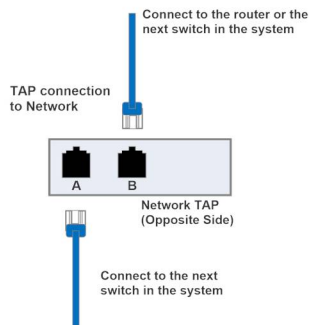 Connect to the router or the
next switch in the system
TAP connection
to Network
A
B
Network TAP
(Opposite Side)
Connect to the next
switch in the system